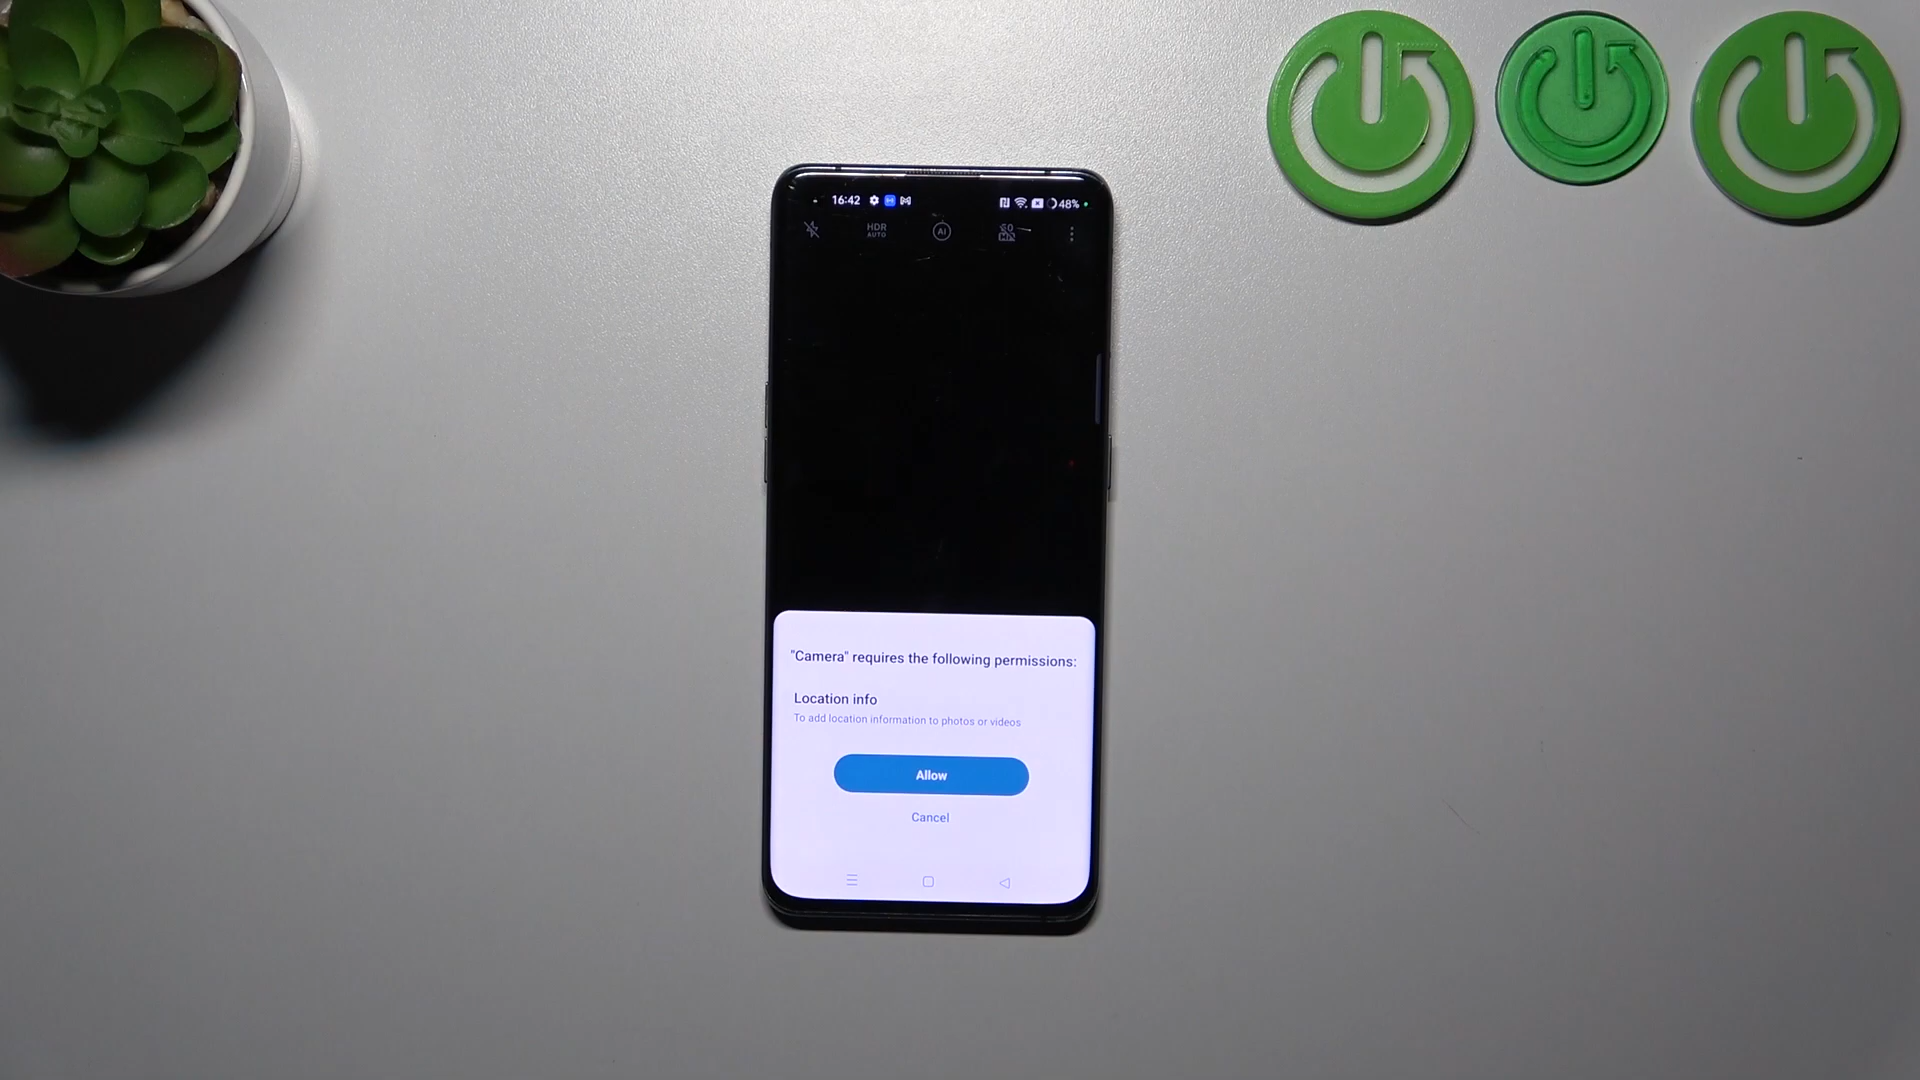 16:42
48%
HDR
AUTO
AI
"Camera" requires the following permissions:
Location info
To add location information to photos or videos
Allow
Cancel